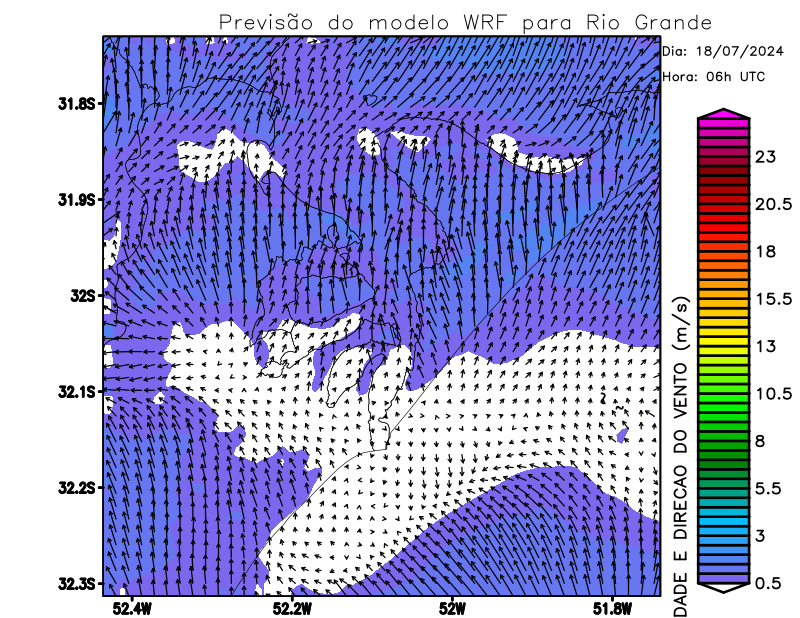 Previsão do modelo WRF para Rio Grande
Dia: 18/07/2024
Hora: 06h UTC
31.8S
31.9S
32S
32.1S
32.2S
32.3S
52.4W
52.2W
52W
51.8W
23
20.5
18
15.5
13
10.5
8
5.5
3
0.5
DADE E DIRECAO DO VENTO (m/s)